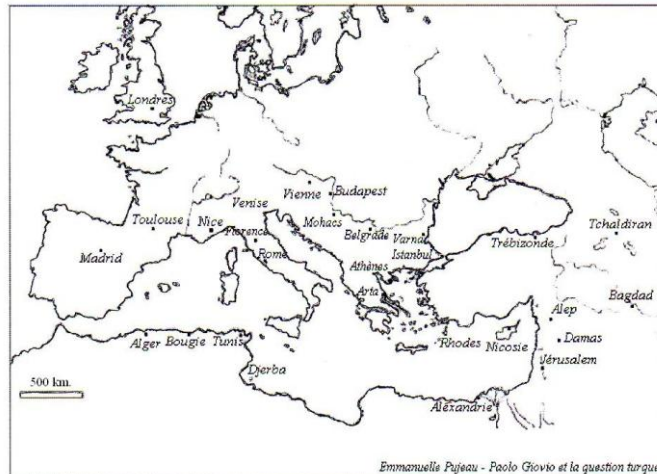 Londres
Vienne
Budapest
Venise
Toulouse
Nice
Florence
Mohacs
Belgrade
Varna
Tchaldiran
Istanbul
Trébizonde
Madrid
Rome
Athènes
Arta
Bagdad
Alep
Alger
Bougie
Tunis
Rhodes
Nicosie
Damas
Jérusalem
Djerba
500 km.
Aléxandrie
Emmanuelle Pujeau - Paolo Giovio et la question turque